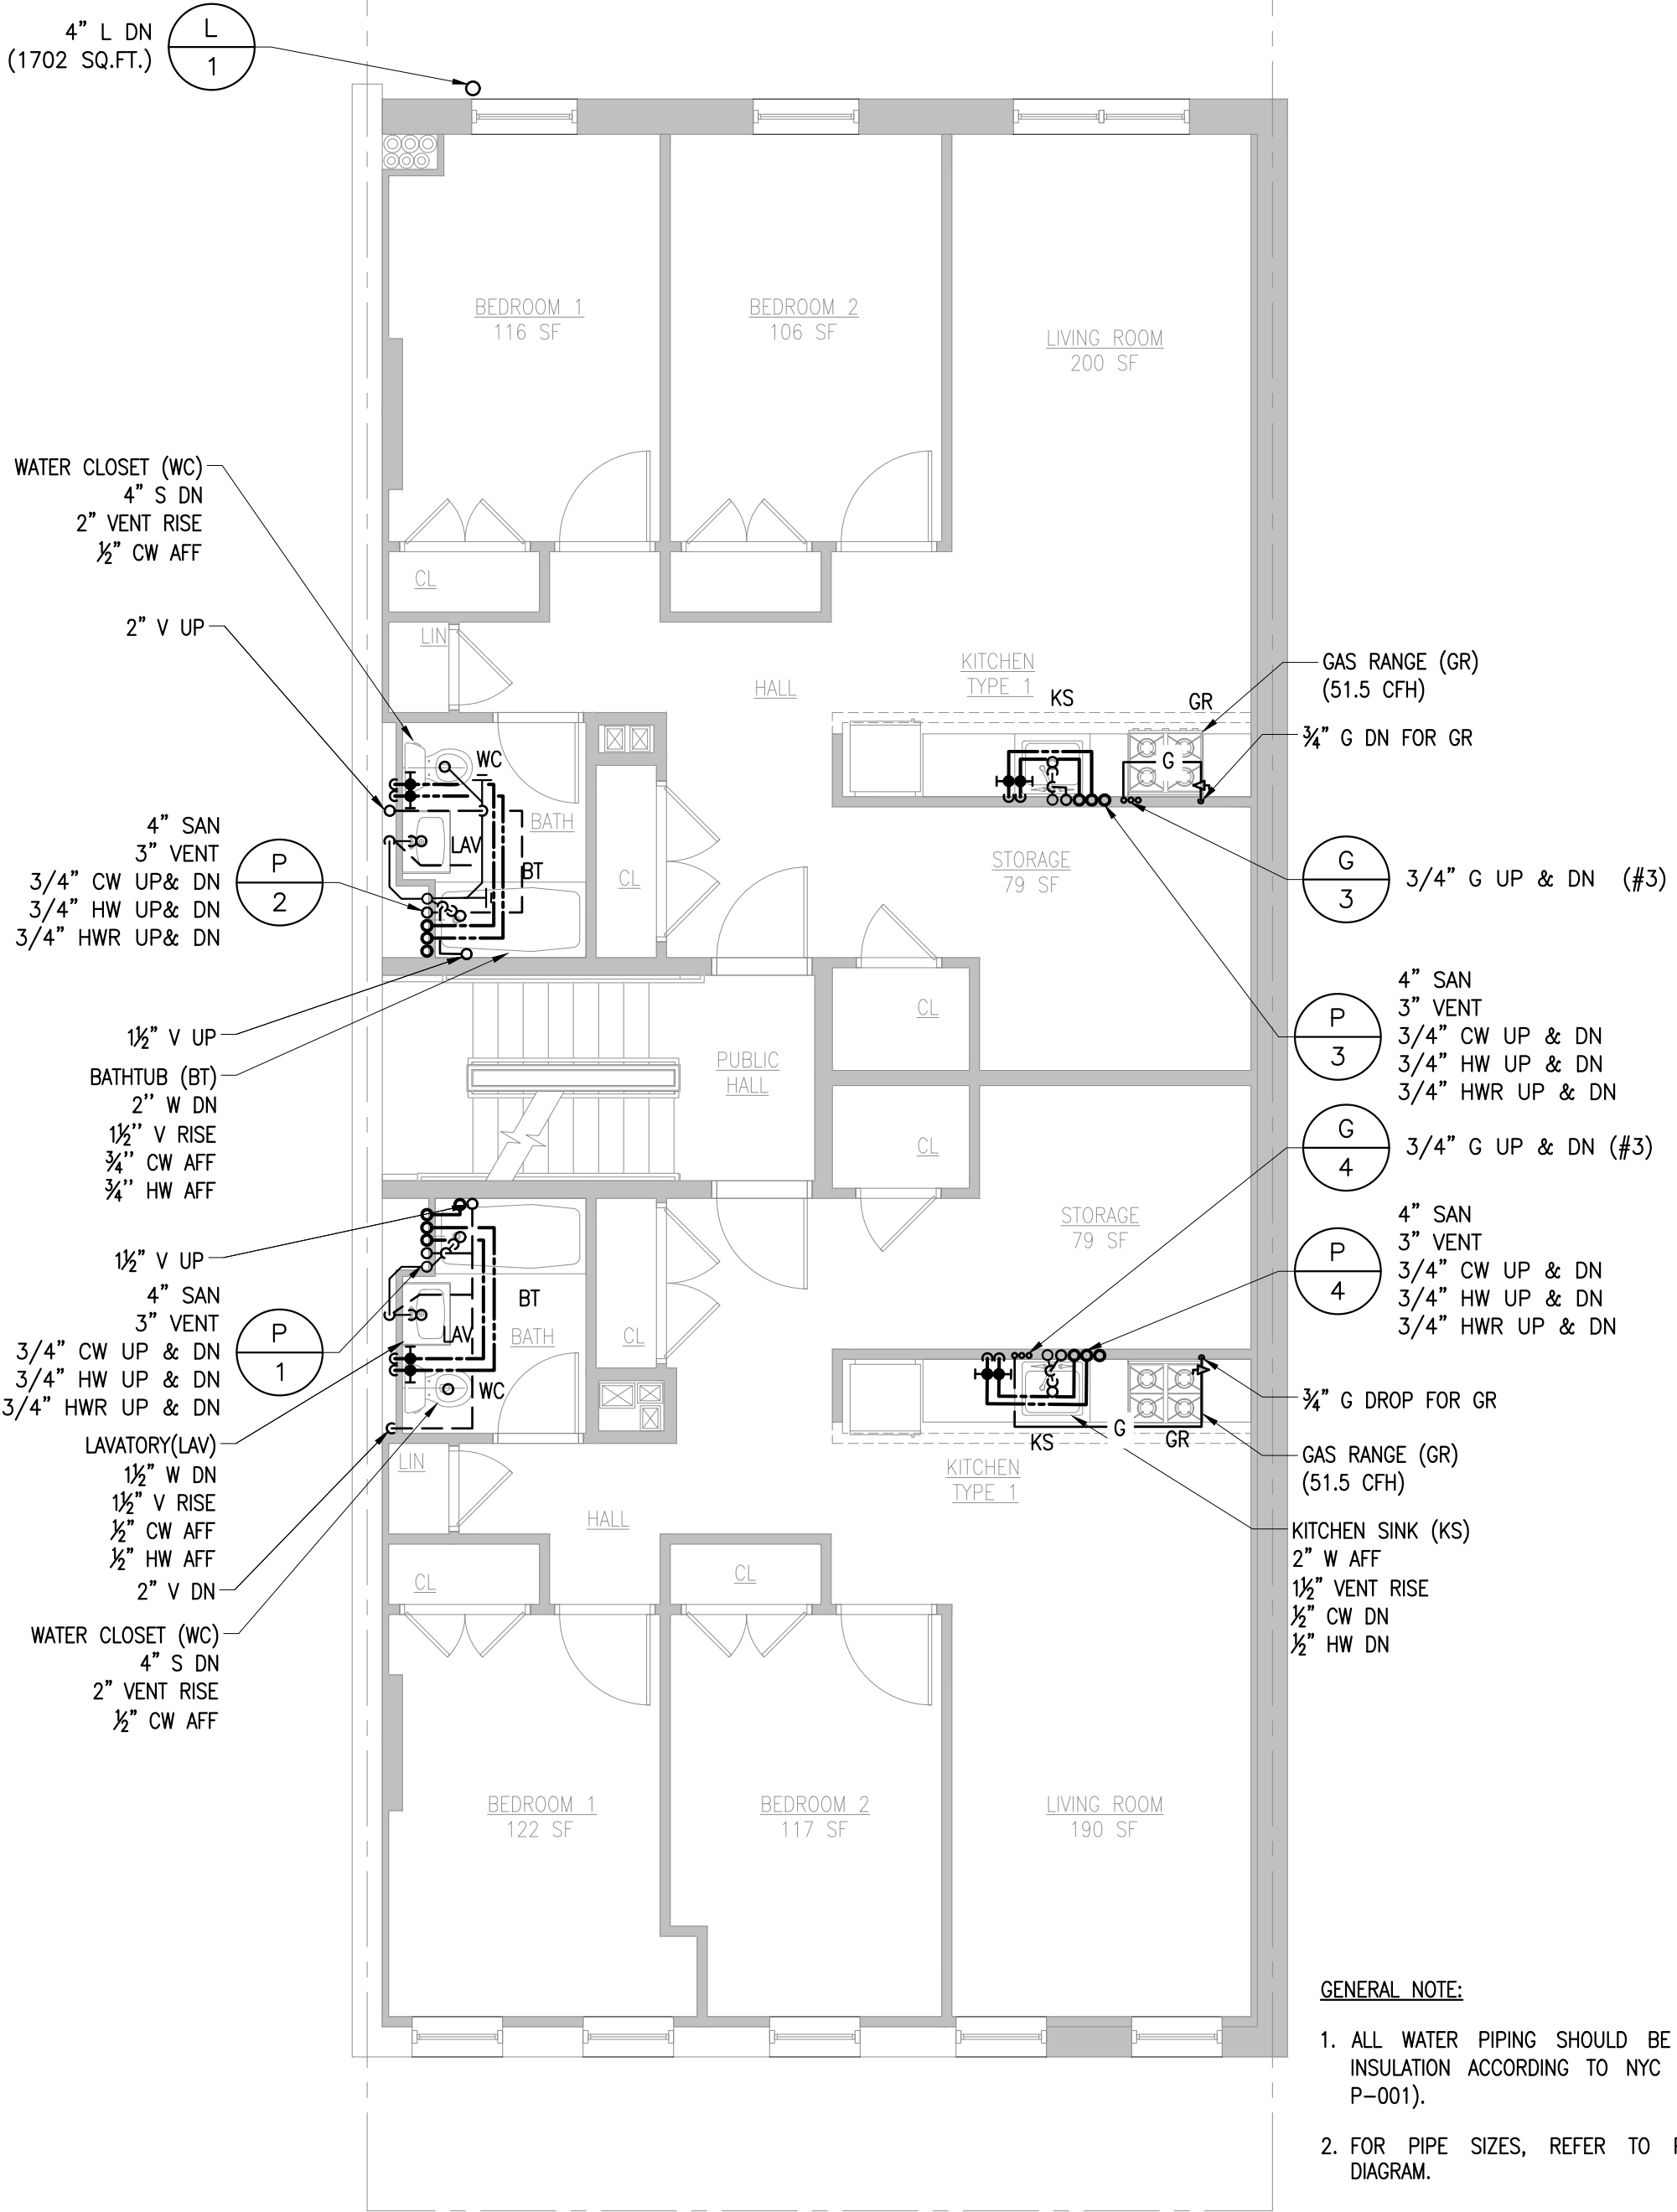 4" L DN
(1702 SQ.FT.)
L
1
BEDROOM 1
116 SF
BEDROOM 2
106 SF
LIVING ROOM
200 SF
WATER CLOSET (WC)
4" S DN
2" VENT RISE
½" CW AFF
CL
2" V UP
LIN
HALL
KITCHEN
TYPE 1
KS
GR
GAS RANGE (GR)
(51.5 CFH)
¾" G DN FOR GR
G
WC
BATH
LAV
BT
CL
4" SAN
3" VENT
3/4" CW UP& DN
3/4" HW UP& DN
3/4" HWR UP& DN
P
2
STORAGE
79 SF
G
3
3/4" G UP & DN (#3)
CL
P
3
4" SAN
3" VENT
3/4" CW UP & DN
3/4" HW UP & DN
3/4" HWR UP & DN
1½" V UP
BATHTUB (BT)
2'' W DN
1½'' V RISE
¾'' CW AFF
¾'' HW AFF
PUBLIC
HALL
CL
G
4
3/4" G UP & DN (#3)
STORAGE
79 SF
P
4
4" SAN
3" VENT
3/4" CW UP & DN
3/4" HW UP & DN
3/4" HWR UP & DN
1½" V UP
4" SAN
3" VENT
3/4" CW UP & DN
3/4" HW UP & DN
3/4" HWR UP & DN
P
1
BT
LAV
BATH
WC
CL
¾" G DROP FOR GR
G
KS
GR
GAS RANGE (GR)
(51.5 CFH)
LAVATORY(LAV)
1½" W DN
1½" V RISE
½" CW AFF
½" HW AFF
LIN
HALL
KITCHEN
TYPE 1
KITCHEN SINK (KS)
2" W AFF
1½" VENT RISE
½" CW DN
½" HW DN
2" V DN
CL
CL
WATER CLOSET (WC)
4" S DN
2" VENT RISE
½" CW AFF
BEDROOM 1
122 SF
BEDROOM 2
117 SF
LIVING ROOM
190 SF
GENERAL NOTE:
1. ALL WATER PIPING SHOULD BE
INSULATION ACCORDING TO NYC
P-001).
2. FOR PIPE SIZES, REFER TO
DIAGRAM.